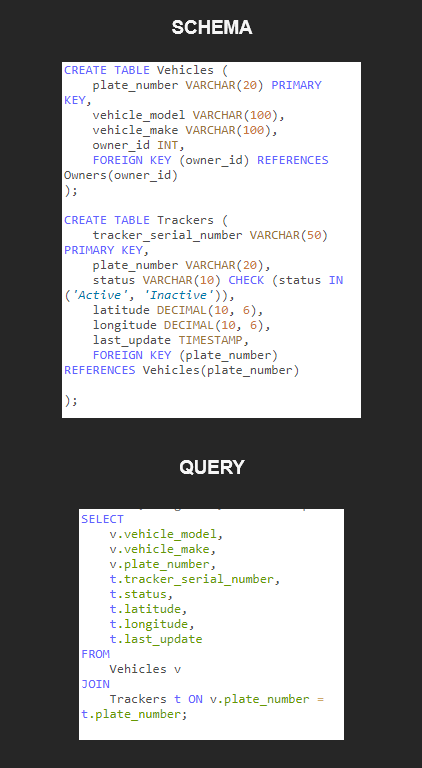 SCHEMA
CREATE TABLE Vehicles (
    plate_number VARCHAR(20) PRIMARY
KEY,
    vehicle_model VARCHAR(100),
    vehicle_make VARCHAR(100),
    owner_id INT,
    FOREIGN KEY (owner_id) REFERENCES
Owners(owner_id)
);
CREATE TABLE Trackers (
    tracker_serial_number VARCHAR(50)
PRIMARY KEY,
    plate_number VARCHAR(20),
    status VARCHAR(10) CHECK (status IN
('Active', 'Inactive')),
    latitude DECIMAL(10, 6),
    longitude DECIMAL(10, 6),
    last_update TIMESTAMP,
    FOREIGN KEY (plate_number)
REFERENCES Vehicles(plate_number)
);
QUERY
SELECT
    v.vehicle_model,
    v.vehicle_make,
    v.plate_number,
    t.tracker_serial_number,
    t.status,
    t.latitude,
    t.longitude,
    t.last_update
FROM
    Vehicles v
JOIN
    Trackers t ON v.plate_number =
t.plate_number;